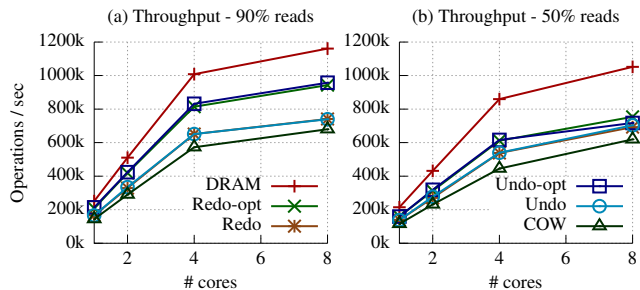 (a) Throughput - 90% reads
(b) Throughput - 50% reads
Operations / sec
1200k
1000k
800k
600k
400k
200k
0k
2
4
6
8
# cores
DRAM
Redo-opt
Redo
1200k
1000k
800k
600k
400k
200k
0k
2
4
6
8
# cores
Undo-opt
Undo
COW